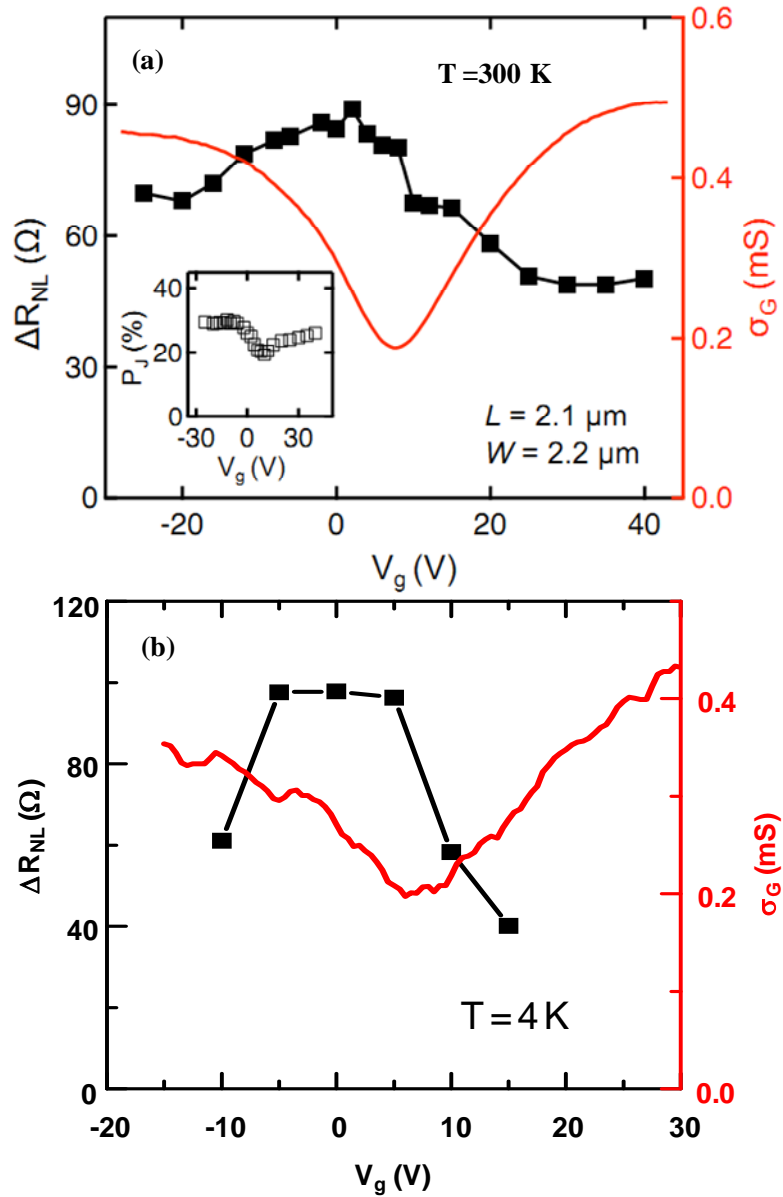 (a)
T =300 K
0.6
90
60
30
0
ΔR_NL (Ω)
0.4
0.2
0.0
σ_G (mS)
40
20
0
P_J (%)
-30 0 30
V_g (V)
L = 2.1 µm
W = 2.2 µm
-20 0 20 40
V_g (V)
(b)
120
80
40
0
ΔR_NL (Ω)
0.4
0.2
0.0
σ_G (mS)
T = 4 K
-20 -10 0 10 20 30
V_g (V)